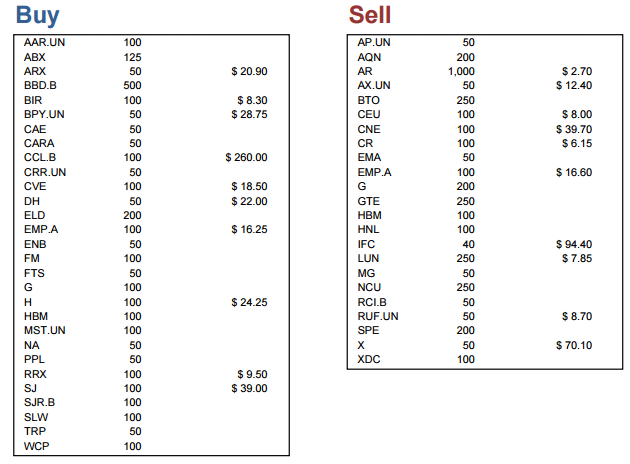 Buy
AAR.UN 100
ABX 125
ARX 50 $ 20.90
BBD.B 500
BIR 100 $ 8.30
BPY.UN 50 $ 28.75
CAE 50
CARA 50
CCL.B 100 $ 260.00
CRR.UN 50
CVE 100 $ 18.50
DH 50 $ 22.00
ELD 200
EMP.A 100 $ 16.25
ENB 50
FM 100
FTS 50
G 100
H 100 $ 24.25
HBM 100
MST.UN 100
NA 50
PPL 50
RRX 100 $ 9.50
SJ 100 $ 39.00
SJR.B 100
SLW 100
TRP 50
WCP 100
Sell
AP.UN 50
AQN 200
AR 1,000 $ 2.70
AX.UN 50 $ 12.40
BTO 250
CEU 100 $ 8.00
CNE 100 $ 39.70
CR 100 $ 6.15
EMA 50
EMP.A 100 $ 16.60
G 200
GTE 250
HBM 100
HNL 100
IFC 40 $ 94.40
LUN 250 $ 7.85
MG 50
NCU 250
RCI.B 50
RUF.UN 50 $ 8.70
SPE 200
X 50 $ 70.10
XDC 100